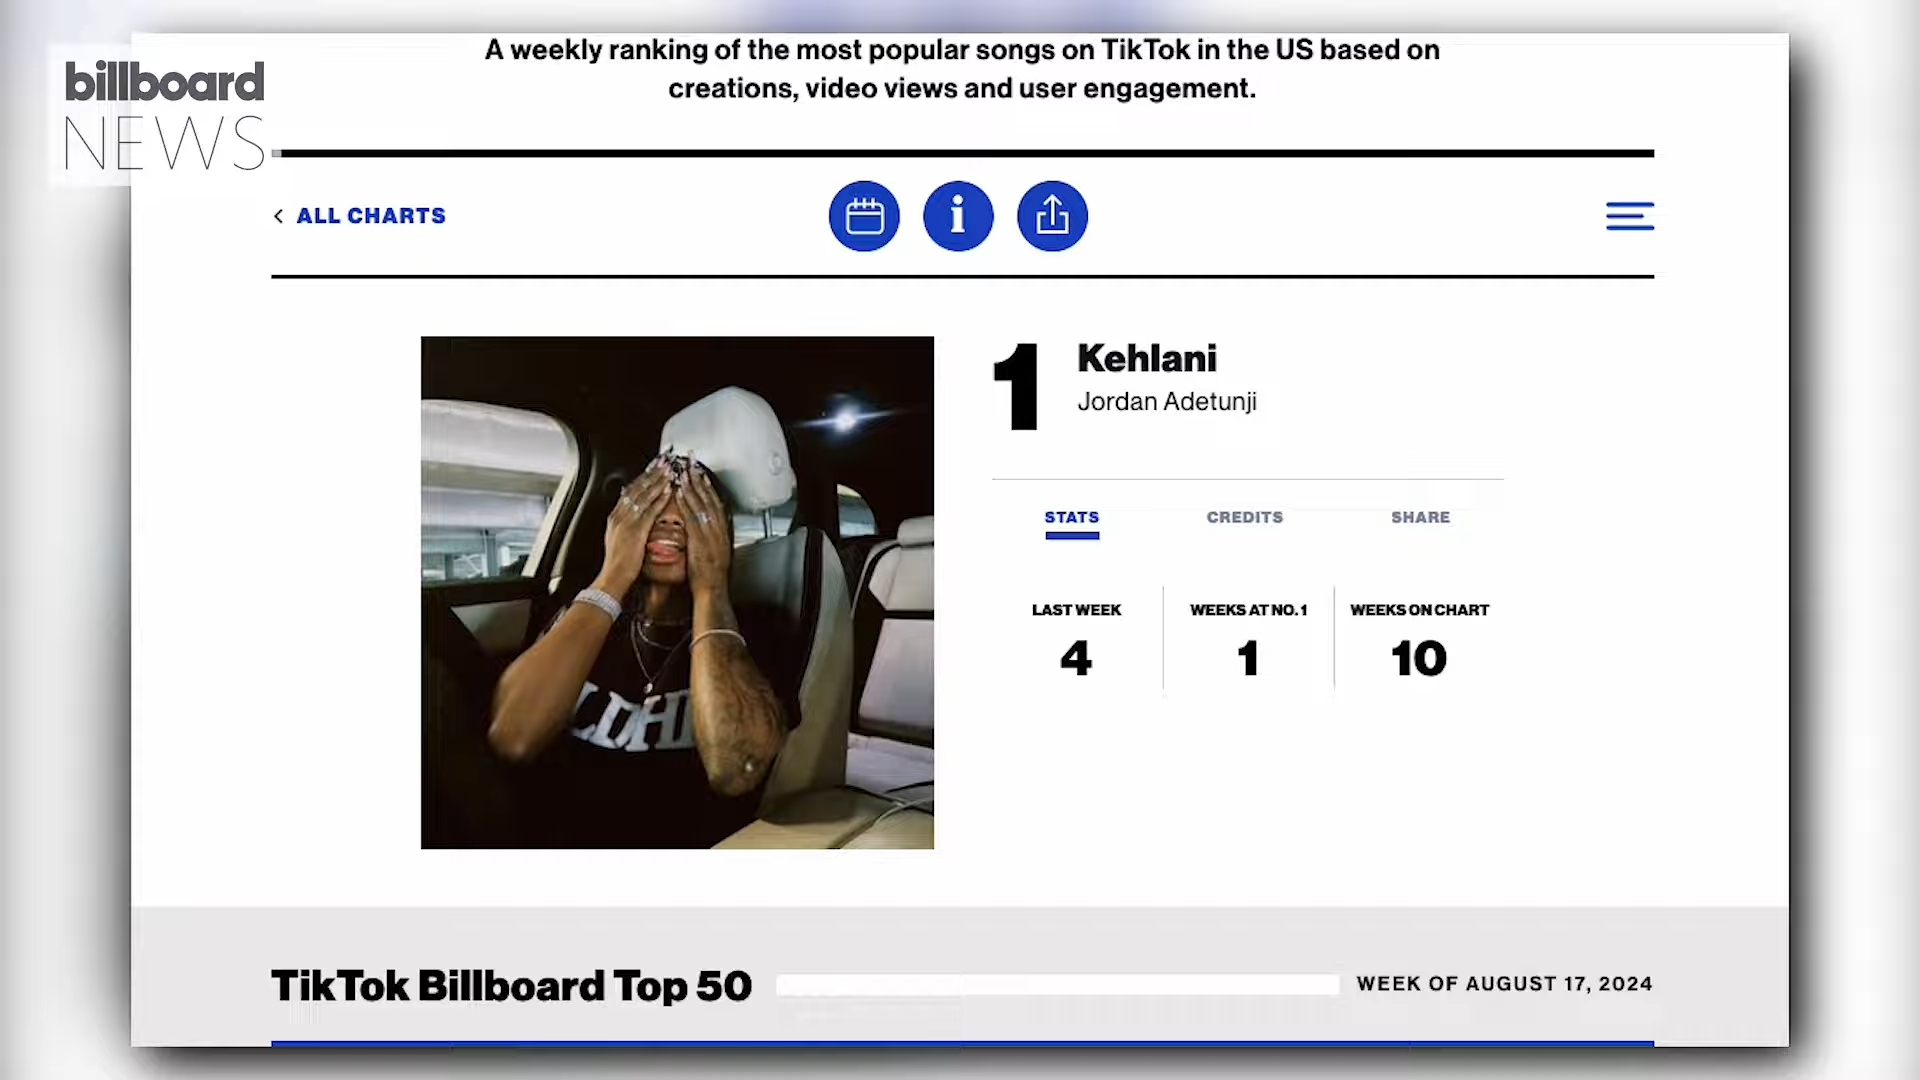 A weekly ranking of the most popular songs on TikTok in the US based on
creations, video views and user engagement.
billboard
NEWS
ALL CHARTS
1
Kehlani
Jordan Adetunji
STATS
CREDITS
SHARE
LAST WEEK
WEEKS AT NO. 1
WEEKS ON CHART
4
1
10
TikTok Billboard Top 50
WEEK OF AUGUST 17, 2024